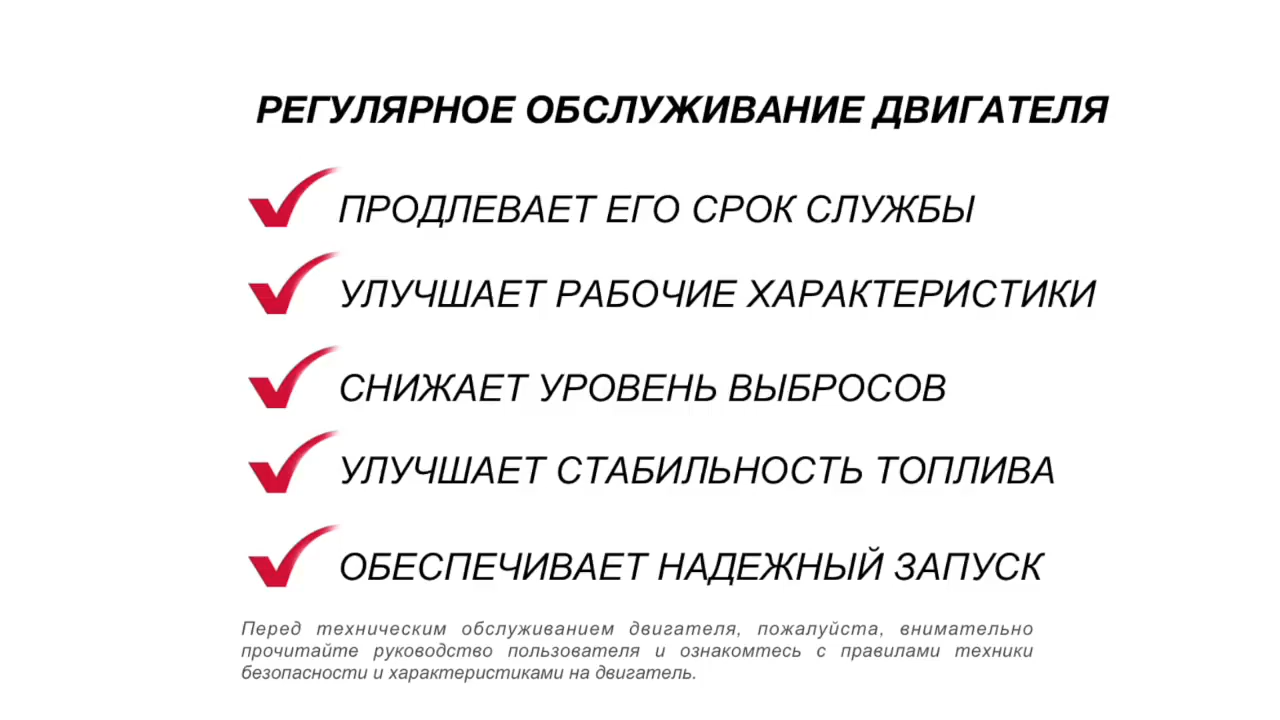 РЕГУЛЯРНОЕ ОБСЛУЖИВАНИЕ ДВИГАТЕЛЯ
ПРОДЛЕВАЕТ ЕГО СРОК СЛУЖБЫ
УЛУЧШАЕТ РАБОЧИЕ ХАРАКТЕРИСТИКИ
СНИЖАЕТ УРОВЕНЬ ВЫБРОСОВ
УЛУЧШАЕТ СТАБИЛЬНОСТЬ ТОПЛИВА
ОБЕСПЕЧИВАЕТ НАДЕЖНЫЙ ЗАПУСК
Перед техническим обслуживанием двигателя, пожалуйста, внимательно
прочитайте руководство пользователя и ознакомтесь с правилами техники
безопасности и характеристиками на двигатель.